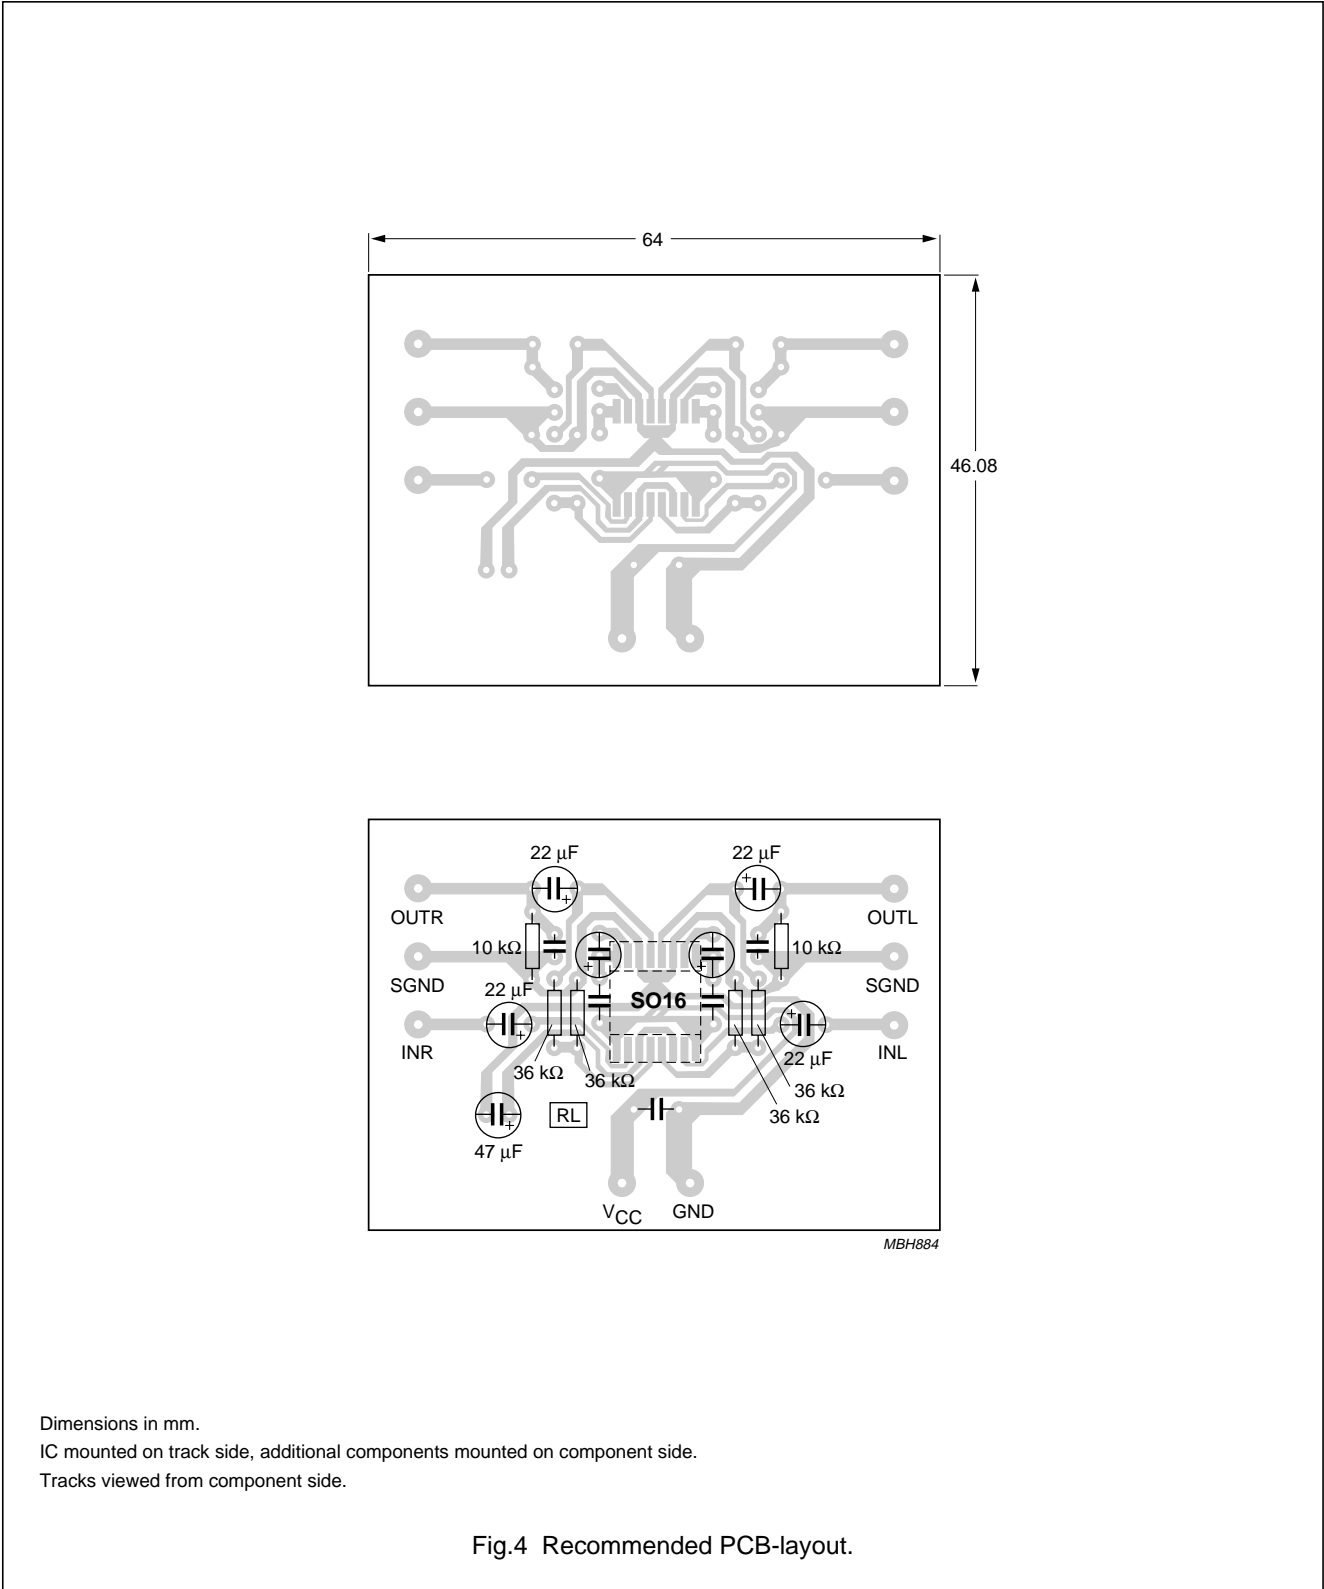 64
46.08
22 μF
22 μF
OUTR
OUTL
10 kΩ
10 kΩ
SGND
SGND
22 μF
SO16
INR
INL
22 μF
36 kΩ
36 kΩ
36 kΩ
36 kΩ
RL
47 μF
VCC
GND
MBH884
Dimensions in mm.
IC mounted on track side, additional components mounted on component side.
Tracks viewed from component side.
Fig.4 Recommended PCB-layout.